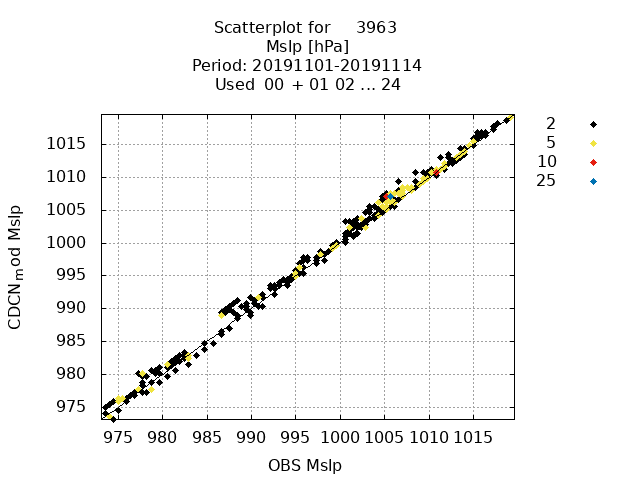 Scatterplot for 3963
Mslp [hPa]
Period: 20191101-20191114
Used 00 + 01 02 ... 24
2
5
10
25
1015
1010
1005
1000
995
990
985
980
975
CDCN_mod Mslp
975 980 985 990 995 1000 1005 1010 1015
OBS Mslp